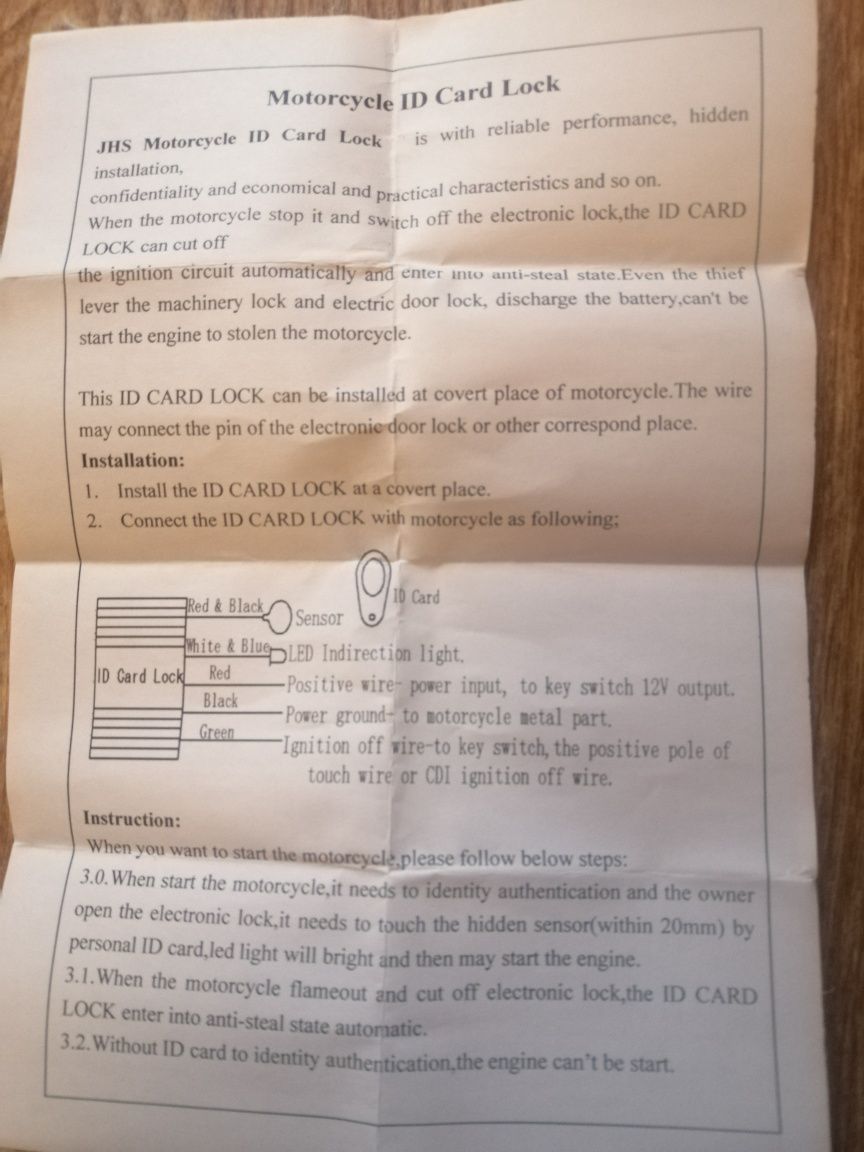 Motorcycle ID Card Lock
JHS Motorcycle ID Card Lock is with reliable performance, hidden
installation,
confidentiality and economical and practical characteristics and so on.
When the motorcycle stop it and switch off the electronic lock,the ID CARD
LOCK can cut off
the ignition circuit automatically and enter into anti-steal state.Even the thief
lever the machinery lock and electric door lock, discharge the battery,can't be
start the engine to stolen the motorcycle.
This ID CARD LOCK can be installed at covert place of motorcycle.The wire
may connect the pin of the electronic door lock or other correspond place.
Installation:
1. Install the ID CARD LOCK at a covert place.
2. Connect the ID CARD LOCK with motorcycle as following;
ID Card
Red & Black
Sensor
White & Blue
LED Indirection light.
ID Card Lock
Red
Positive wire- power input, to key switch 12V output.
Black
Power ground- to motorcycle metal part.
Green
Ignition off wire-to key switch, the positive pole of
touch wire or CDI ignition off wire.
Instruction:
When you want to start the motorcycle,please follow below steps:
3.0.When start the motorcycle,it needs to identity authentication and the owner
open the electronic lock,it needs to touch the hidden sensor(within 20mm) by
personal ID card,led light will bright and then may start the engine.
3.1.When the motorcycle flameout and cut off electronic lock,the ID CARD
LOCK enter into anti-steal state automatic.
3.2.Without ID card to identity authentication,the engine can't be start.